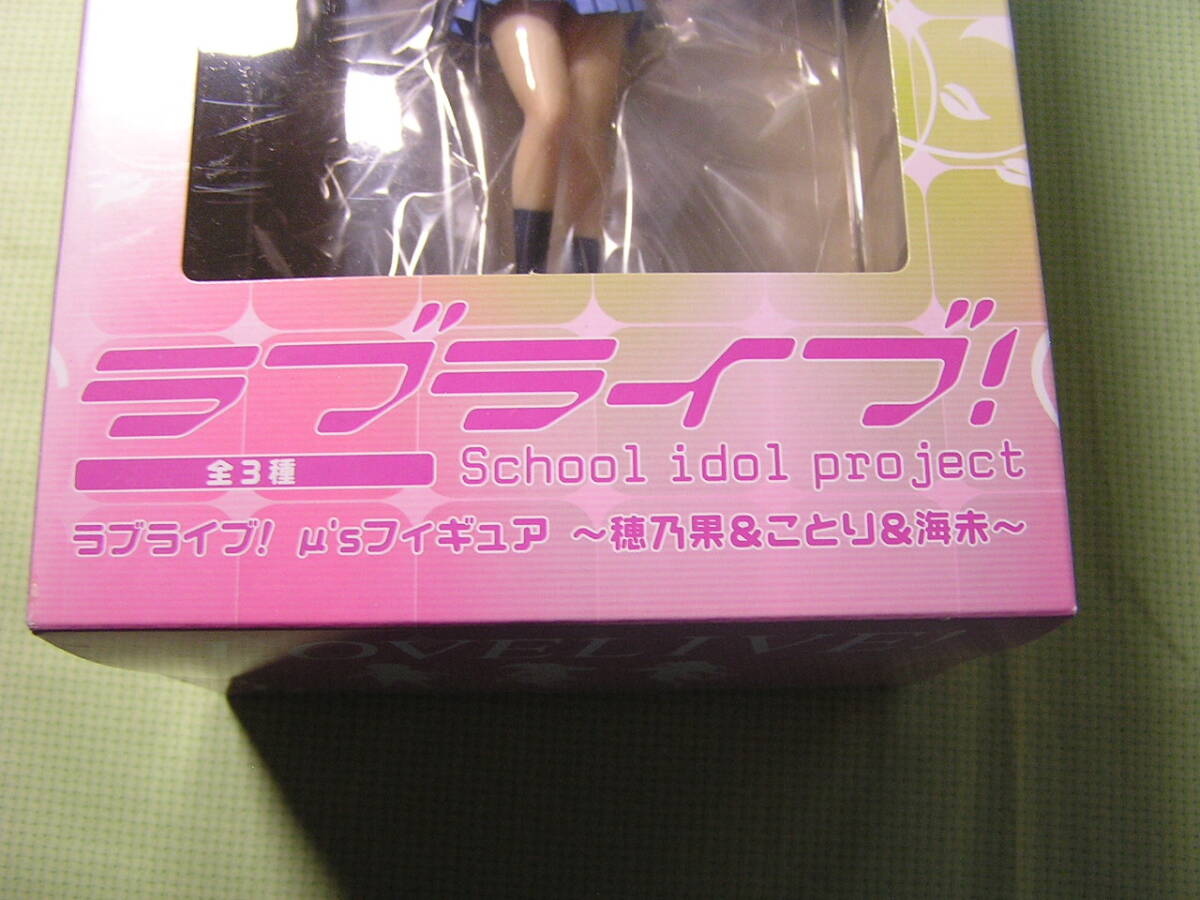 ラブライブ!
全3種
School idol project
ラブライブ! μ'sフィギュア ～穂乃果&ことり&海未～
LOVELIVE!